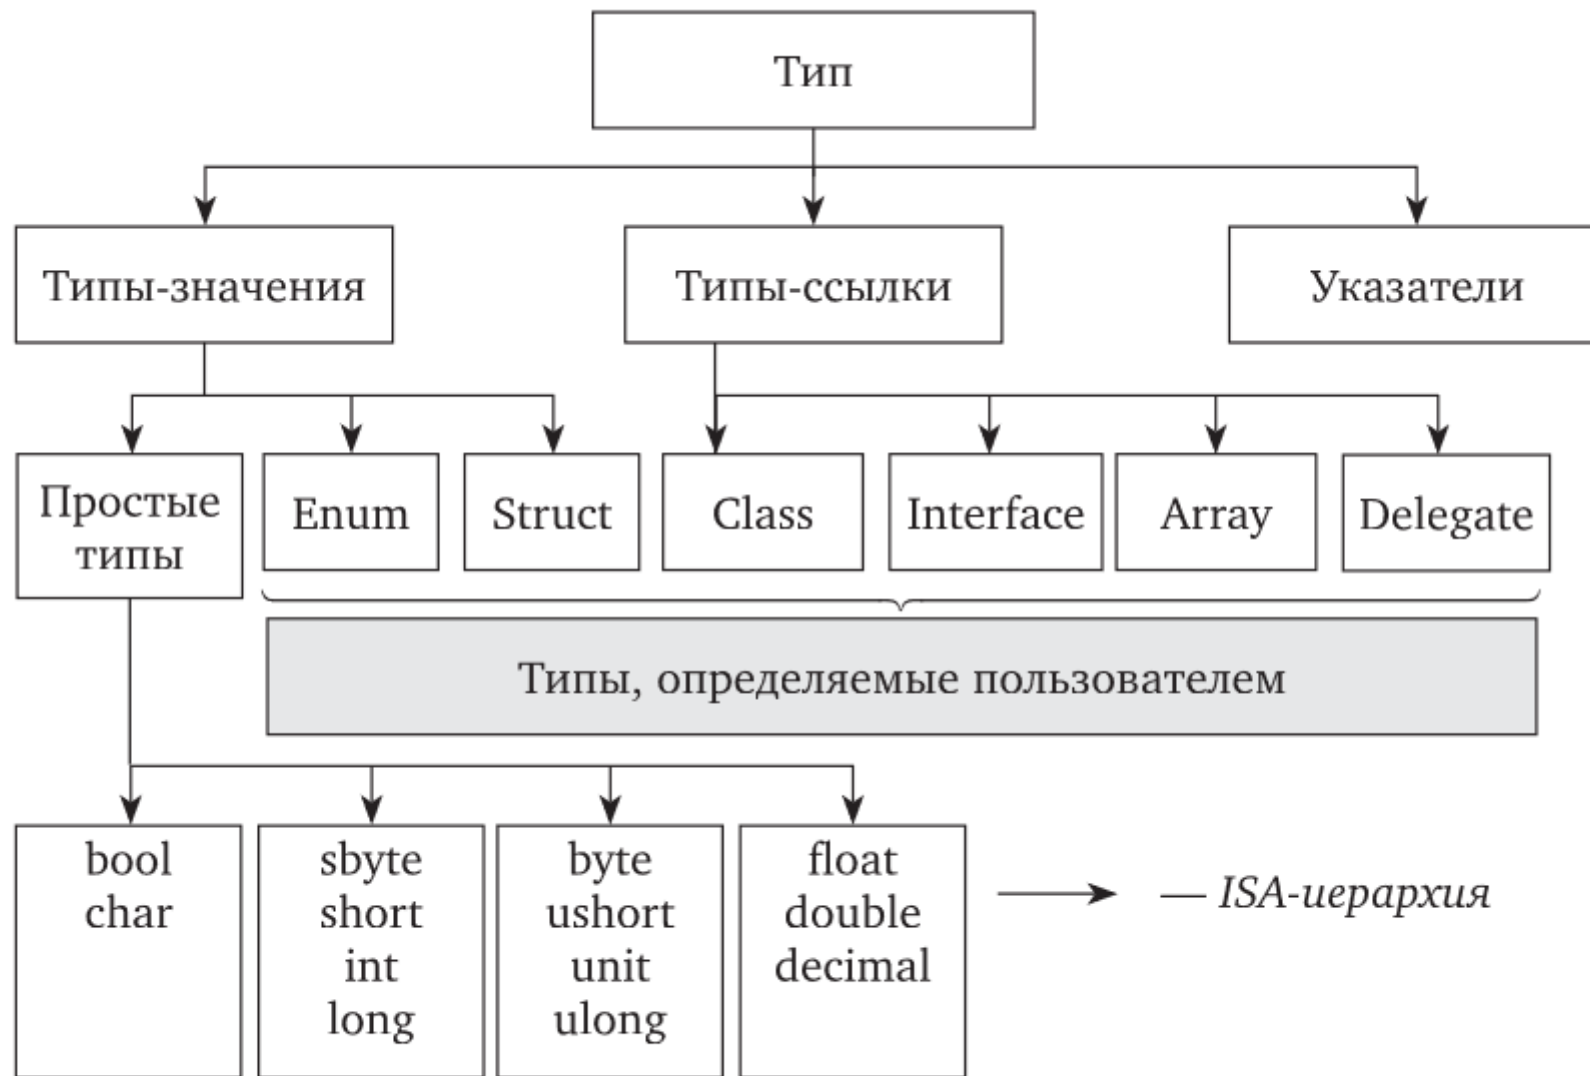 Тип
Типы-значения
Типы-ссылки
Указатели
Простые
типы
Enum
Struct
Class
Interface
Array
Delegate
Типы, определяемые пользователем
bool
char
sbyte
short
int
long
byte
ushort
unit
ulong
float
double
decimal
— ISA-иерархия